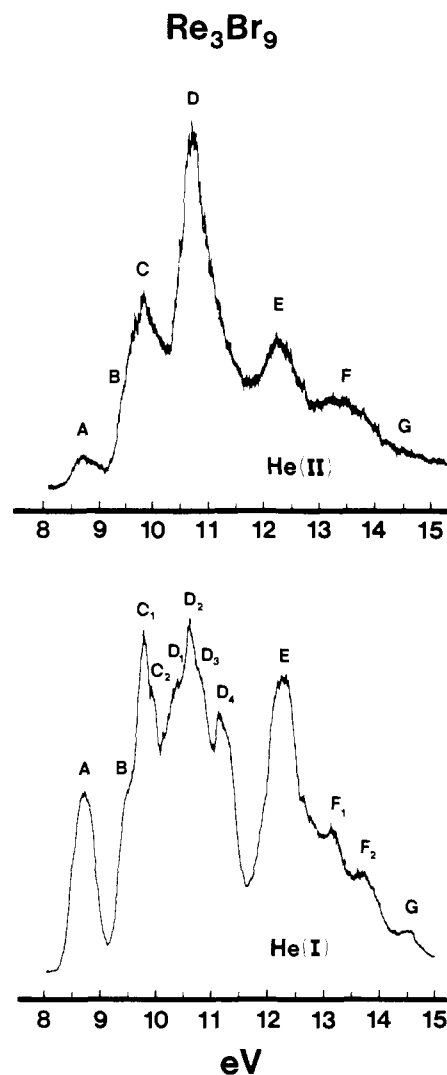 Re₃Br₉
D
C
E
B
F
A
G
He(II)
8 9 10 11 12 13 14 15
D₂
C₁
D₁
E
C₂
D₃
D₄
A
B
F₁
F₂
G
He(I)
8 9 10 11 12 13 14 15
eV